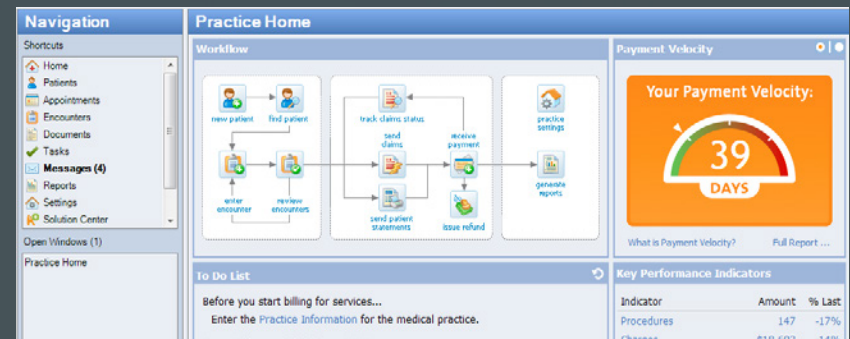 Navigation
Shortcuts
Home
Patients
Appointments
Encounters
Documents
Tasks
Messages (4)
Reports
Settings
Solution Center
Open Windows (1)
Practice Home
Practice Home
Workflow
new patient
find patient
enter
encounter
review
encounters
track claims status
send
claims
receive
payment
send patient
statements
issue refund
practice
settings
generate
reports
Payment Velocity
Your Payment Velocity:
39
DAYS
What is Payment Velocity?
Full Report ...
To Do List
Before you start billing for services...
Enter the Practice Information for the medical practice.
Key Performance Indicators
Indicator Amount % Last
Procedures 147 -17%
Charges